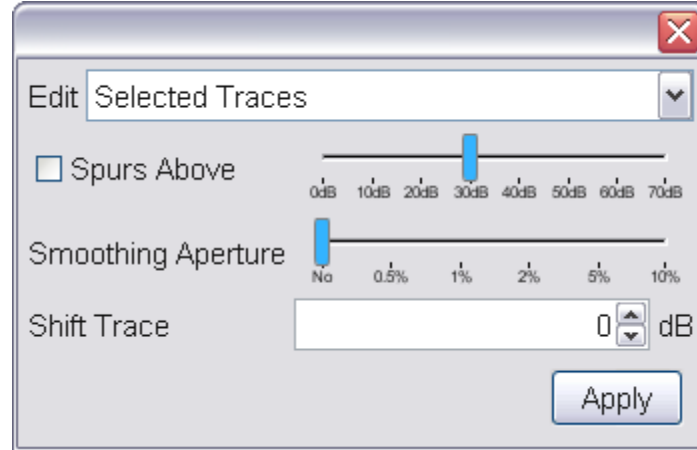 Edit Selected Traces
Spurs Above
0dB 10dB 20dB 30dB 40dB 50dB 60dB 70dB
Smoothing Aperture
No 0.5% 1% 2% 5% 10%
Shift Trace 0 dB
Apply